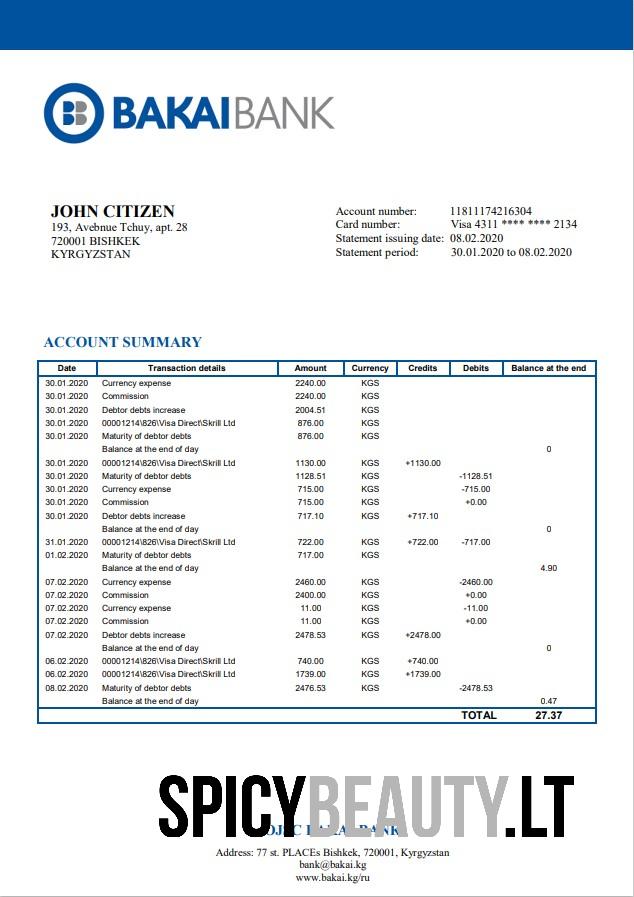 BAKAIBANK
JOHN CITIZEN
193, Avebnue Tchuy, apt. 28
720001 BISHKEK
KYRGYZSTAN
Account number: 11811174216304
Card number: Visa 4311 **** **** 2134
Statement issuing date: 08.02.2020
Statement period: 30.01.2020 to 08.02.2020
ACCOUNT SUMMARY
Date Transaction details Amount Currency Credits Debits Balance at the end
30.01.2020 Currency expense 2240.00 KGS
30.01.2020 Commission 2240.00 KGS
30.01.2020 Debtor debts increase 2004.51 KGS
30.01.2020 00001214\826\Visa Direct\Skrill Ltd 876.00 KGS
30.01.2020 Maturity of debtor debts 876.00 KGS
Balance at the end of day 0
30.01.2020 00001214\826\Visa Direct\Skrill Ltd 1130.00 KGS +1130.00
30.01.2020 Maturity of debtor debts 1128.51 KGS -1128.51
30.01.2020 Currency expense 715.00 KGS -715.00
30.01.2020 Commission 715.00 KGS +0.00
30.01.2020 Debtor debts increase 717.10 KGS +717.10
Balance at the end of day 0
31.01.2020 00001214\826\Visa Direct\Skrill Ltd 722.00 KGS +722.00 -717.00
01.02.2020 Maturity of debtor debts 717.00 KGS
Balance at the end of day 4.90
07.02.2020 Currency expense 2460.00 KGS -2460.00
07.02.2020 Commission 2400.00 KGS +0.00
07.02.2020 Currency expense 11.00 KGS -11.00
07.02.2020 Commission 11.00 KGS +0.00
07.02.2020 Debtor debts increase 2478.53 KGS +2478.00
Balance at the end of day 0
06.02.2020 00001214\826\Visa Direct\Skrill Ltd 740.00 KGS +740.00
06.02.2020 00001214\826\Visa Direct\Skrill Ltd 1739.00 KGS +1739.00
08.02.2020 Maturity of debtor debts 2476.53 KGS -2478.53
Balance at the end of day 0.47
TOTAL 27.37
SPICYBEAUTY.LT
Address: 77 st. PLACEs Bishkek, 720001, Kyrgyzstan
bank@bakai.kg
www.bakai.kg/ru